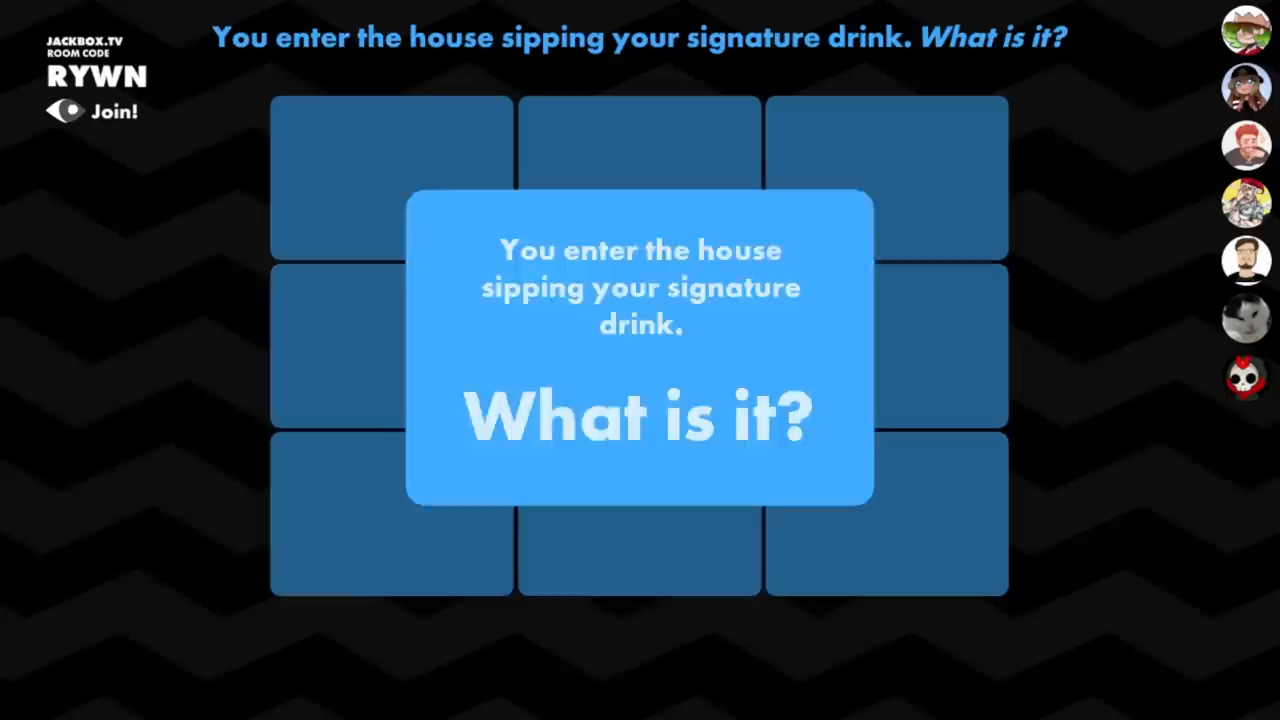 You enter the house sipping your signature drink. What is it?
JACKBOX.TV
ROOM CODE
RYWN
Join!
You enter the house
sipping your signature
drink.
What is it?